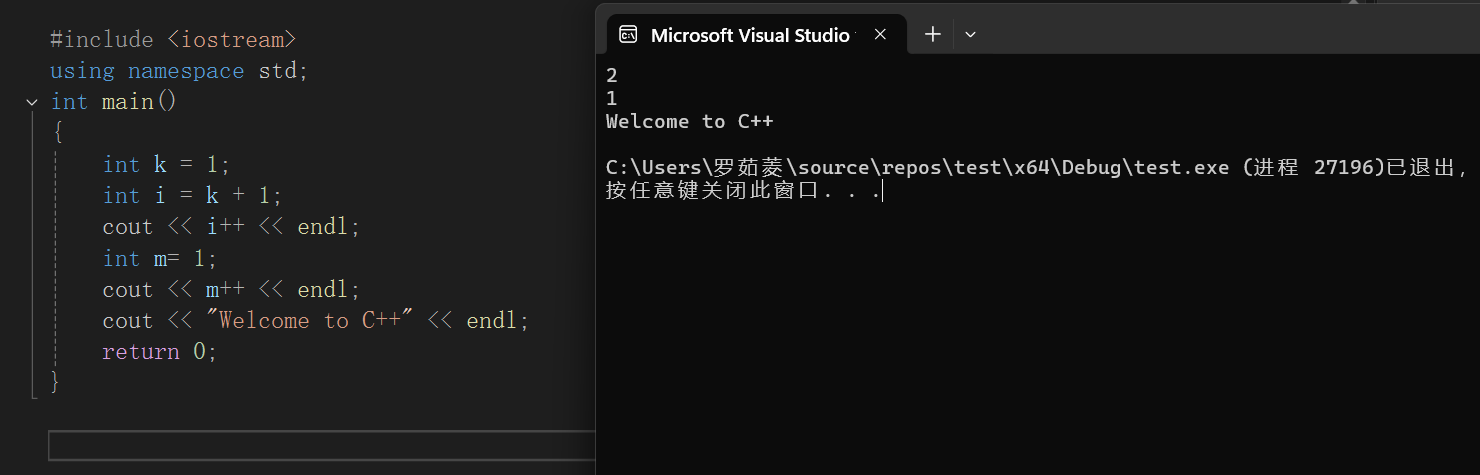 #include <iostream>
using namespace std;
int main()
{
int k = 1;
int i = k + 1;
cout << i++ << endl;
int m= 1;
cout << m++ << endl;
cout << "Welcome to C++" << endl;
return 0;
}
Microsoft Visual Studio
2
1
Welcome to C++
C:\Users\罗茹菱\source\repos\test\x64\Debug\test.exe (进程 27196)已退出，
按任意键关闭此窗口. . .